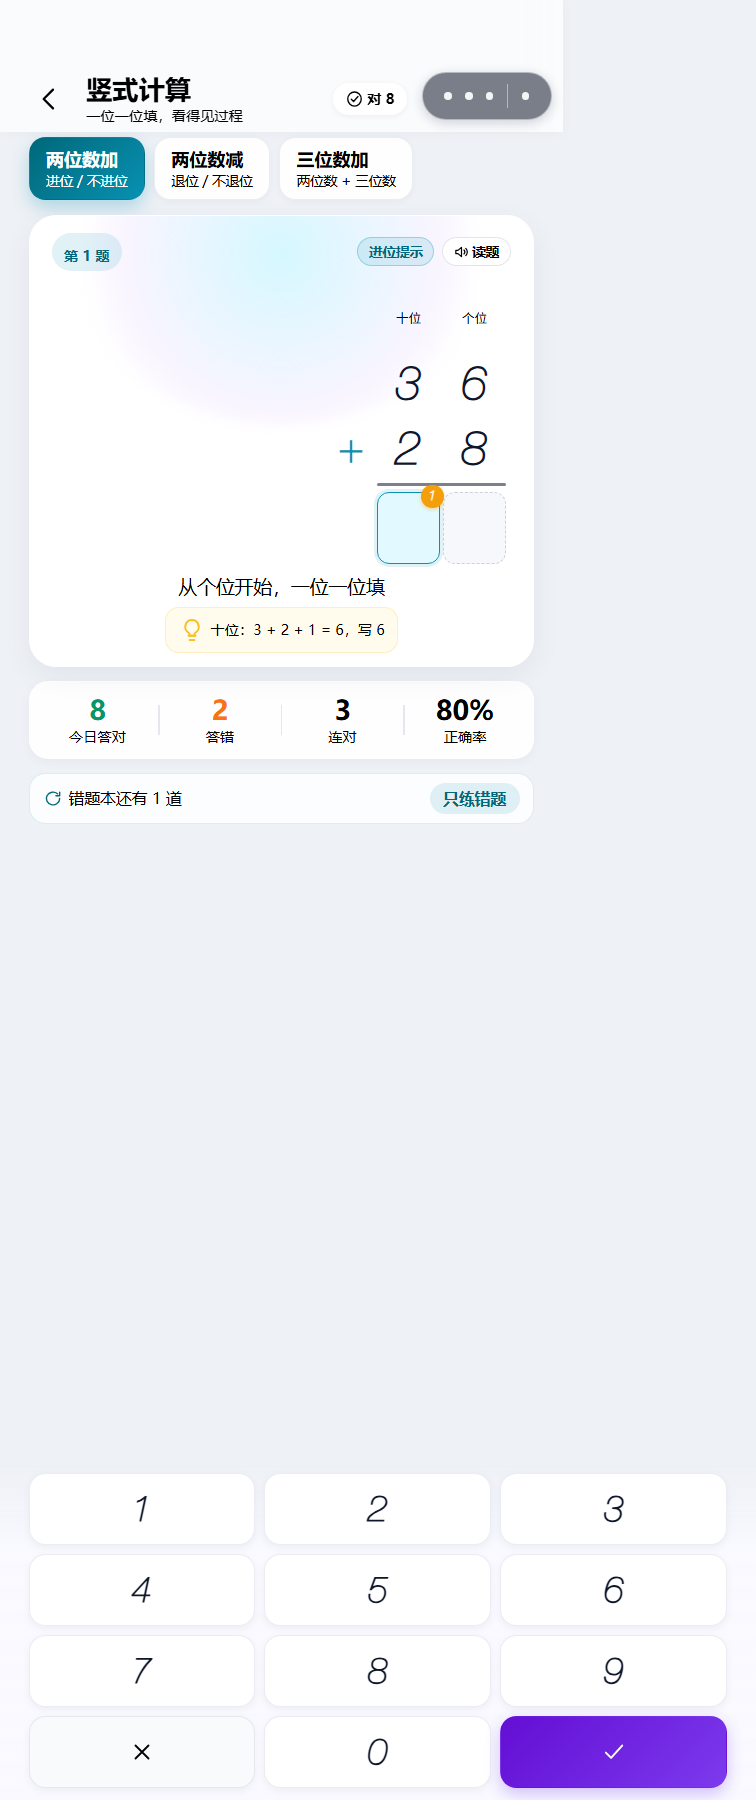 竖式计算
一位一位填，看得见过程
对 8
两位数加
进位 / 不进位
两位数减
退位 / 不退位
三位数加
两位数 + 三位数
第 1 题
进位提示
读题
十位 个位
3 6
+ 2 8
1
从个位开始，一位一位填
十位：3 + 2 + 1 = 6，写 6
8
今日答对
2
答错
3
连对
80%
正确率
错题本还有 1 道
只练错题
1 2 3
4 5 6
7 8 9
0